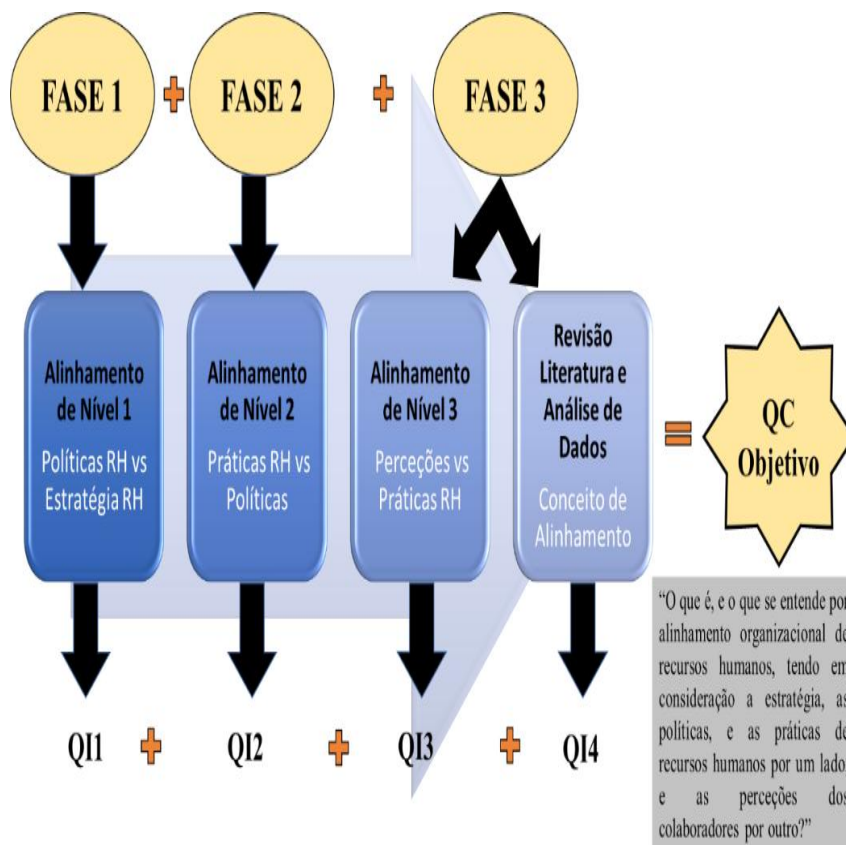 FASE 1
FASE 2
FASE 3
Alinhamento
de Nível 1
Políticas RH vs
Estratégia RH
Alinhamento
de Nível 2
Práticas RH vs
Políticas
Alinhamento
de Nível 3
Perceções vs
Práticas RH
Revisão
Literatura e
Análise de
Dados
Conceito de
Alinhamento
QC
Objetivo
QI1
QI2
QI3
QI4
“O que é, e o que se entende por
alinhamento organizacional de
recursos humanos, tendo em
consideração a estratégia, as
políticas, e as práticas de
recursos humanos por um lado,
e as perceções dos
colaboradores por outro?”